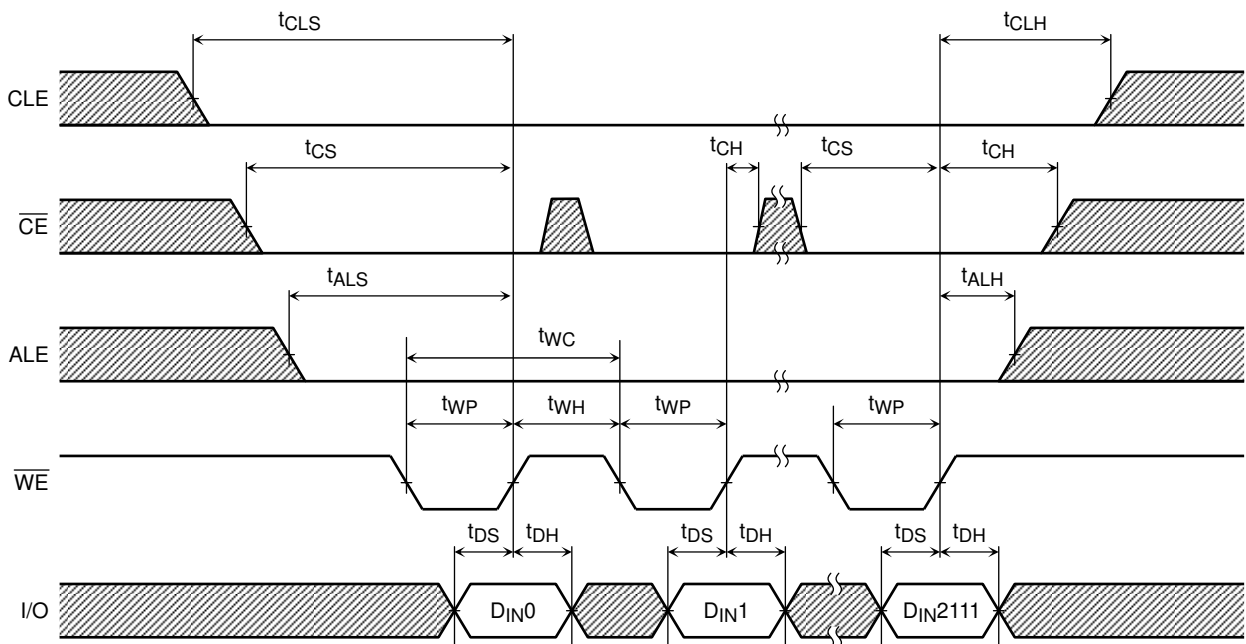 tCLS
tCLH
CLE
tCS
tCH
tCS
tCH
CE
tALS
tALH
ALE
tWC
tWP
tWH
tWP
tWP
WE
tDS
tDH
tDS
tDH
tDS
tDH
I/O
DIN0
DIN1
DIN2111